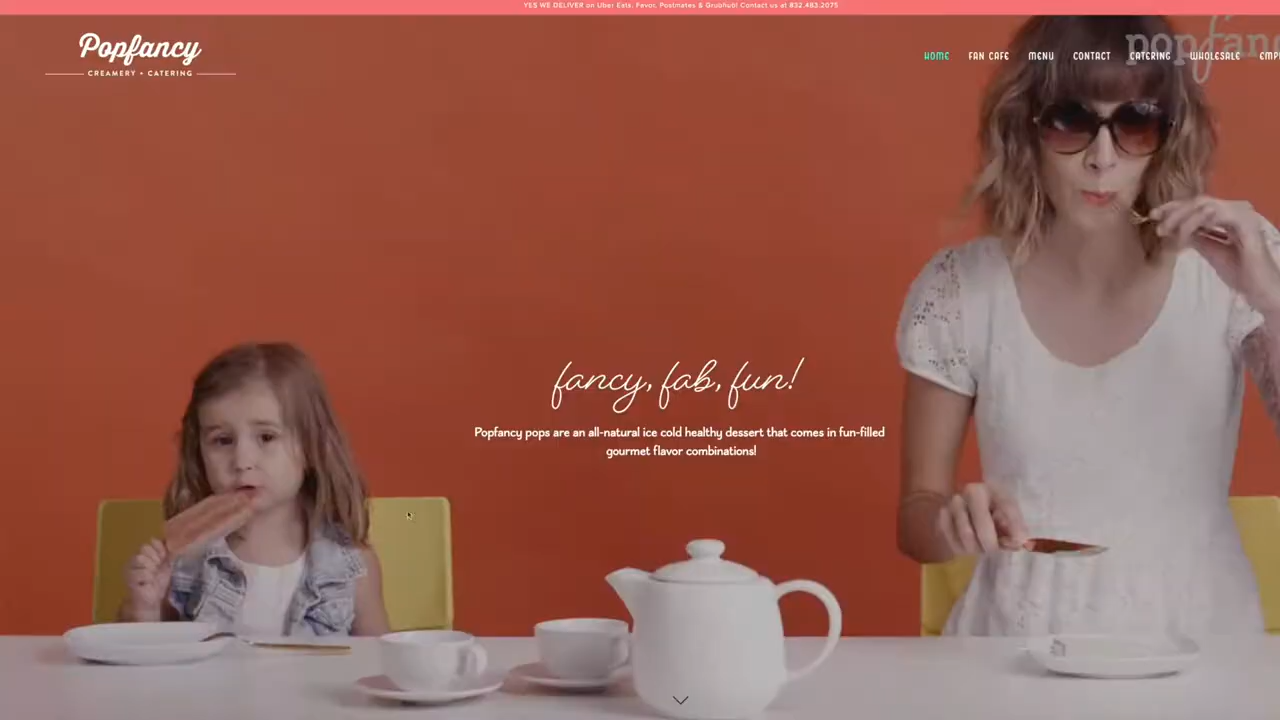 YES WE DELIVER on Uber Eats, Favor, Postmates & Grubhub! Contact us at 832.483.2075
Popfancy
CREAMERY • CATERING
HOME FAN CAFE MENU CONTACT CATERING WHOLESALE
fancy, fab, fun!
Popfancy pops are an all-natural ice cold healthy dessert that comes in fun-filled
gourmet flavor combinations!